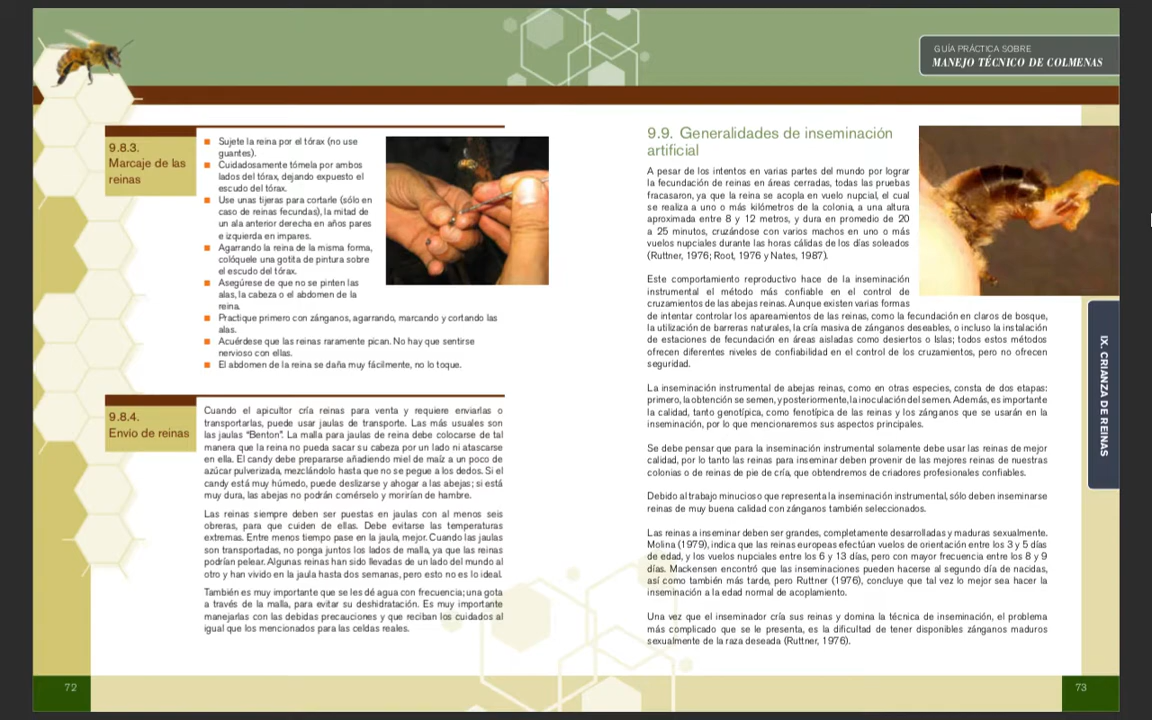 GUÍA PRÁCTICA SOBRE
MANEJO TÉCNICO DE COLMENAS
9.8.3.
Marcaje de las
reinas
Sujete la reina por el tórax (no use
guantes).
Cuidadosamente tómela por ambos
lados del tórax, dejando expuesto el
escudo del tórax.
Use unas tijeras para cortarle (sólo en
caso de reinas fecundas), la mitad de
un ala anterior derecha en años pares
e izquierda en impares.
Agarrando la reina de la misma forma,
colóquele una gotita de pintura sobre
el escudo del tórax.
Asegúrese de que no se pinten las
alas, la cabeza o el abdomen de la
reina.
Practique primero con zánganos, agarrando, marcando y cortando las
alas.
Acuérdese que las reinas raramente pican. No hay que sentirse
nervioso con ellas.
El abdomen de la reina se daña muy fácilmente, no lo toque.
9.8.4.
Envío de reinas
Cuando el apicultor cría reinas para venta y requiere enviarlas o
transportarlas, puede usar jaulas de transporte. Las más usuales son
las jaulas "Benton". La malla para jaulas de reina debe colocarse de tal
manera que la reina no pueda sacar su cabeza por un lado ni atascarse
en ella. El candy debe prepararse añadiendo miel de maíz a un poco de
azúcar pulverizada, mezclándolo hasta que no se pegue a los dedos. Si el
candy está muy húmedo, puede deslizarse y ahogar a las abejas; si está
muy dura, las abejas no podrán comérselo y morirían de hambre.
Las reinas siempre deben ser puestas en jaulas con al menos seis
obreras, para que cuiden de ellas. Debe evitarse las temperaturas
extremas. Entre menos tiempo pase en la jaula, mejor. Cuando las jaulas
son transportadas, no ponga juntos los lados de malla, ya que las reinas
podrían pelear. Algunas reinas han sido llevadas de un lado del mundo al
otro y han vivido en la jaula hasta dos semanas, pero esto no es lo ideal.
También es muy importante que se les dé agua con frecuencia; una gota
a través de la malla, para evitar su deshidratación. Es muy importante
manejarlas con las debidas precauciones y que reciban los cuidados al
igual que los mencionados para las celdas reales.
72
9.9. Generalidades de inseminación
artificial
A pesar de los intentos en varias partes del mundo por lograr
la fecundación de reinas en áreas cerradas, todas las pruebas
fracasaron, ya que la reina se acopla en vuelo nupcial, el cual
se realiza a uno o más kilómetros de la colonia, a una altura
aproximada entre 8 y 12 metros, y dura en promedio de 20
a 25 minutos, cruzándose con varios machos en uno o más
vuelos nupciales durante las horas cálidas de los días soleados
(Ruttner, 1976; Root, 1976 y Nates, 1987).
Este comportamiento reproductivo hace de la inseminación
instrumental el método más confiable en el control de
cruzamientos de las abejas reinas. Aunque existen varias formas
de intentar controlar los apareamientos de las reinas, como la fecundación en claros de bosque,
la utilización de barreras naturales, la cría masiva de zánganos deseables, o incluso la instalación
de estaciones de fecundación en áreas aisladas como desiertos o Islas; todos estos métodos
ofrecen diferentes niveles de confiabilidad en el control de los cruzamientos, pero no ofrecen
seguridad.
La inseminación instrumental de abejas reinas, como en otras especies, consta de dos etapas:
primero, la obtención se semen, y posteriormente, la inoculación del semen. Además, es importante
la calidad, tanto genotípica, como fenotípica de las reinas y los zánganos que se usarán en la
inseminación, por lo que mencionaremos sus aspectos principales.
Se debe pensar que para la inseminación instrumental solamente debe usar las reinas de mejor
calidad, por lo tanto las reinas para inseminar deben provenir de las mejores reinas de nuestras
colonias o de reinas de pie de cría, que obtendremos de criadores profesionales confiables.
Debido al trabajo minucioso que representa la inseminación instrumental, sólo deben inseminarse
reinas de muy buena calidad con zánganos también seleccionados.
Las reinas a inseminar deben ser grandes, completamente desarrolladas y maduras sexualmente.
Molina (1979), indica que las reinas europeas efectúan vuelos de orientación entre los 3 y 5 días
de edad, y los vuelos nupciales entre los 6 y 13 días, pero con mayor frecuencia entre los 8 y 9
días. Mackensen encontró que las inseminaciones pueden hacerse al segundo día de nacidas,
así como también más tarde, pero Ruttner (1976), concluye que tal vez lo mejor sea hacer la
inseminación a la edad normal de acoplamiento.
Una vez que el inseminador cría sus reinas y domina la técnica de inseminación, el problema
más complicado que se le presenta, es la dificultad de tener disponibles zánganos maduros
sexualmente de la raza deseada (Ruttner, 1976).
IX. CRIANZA DE REINAS
73